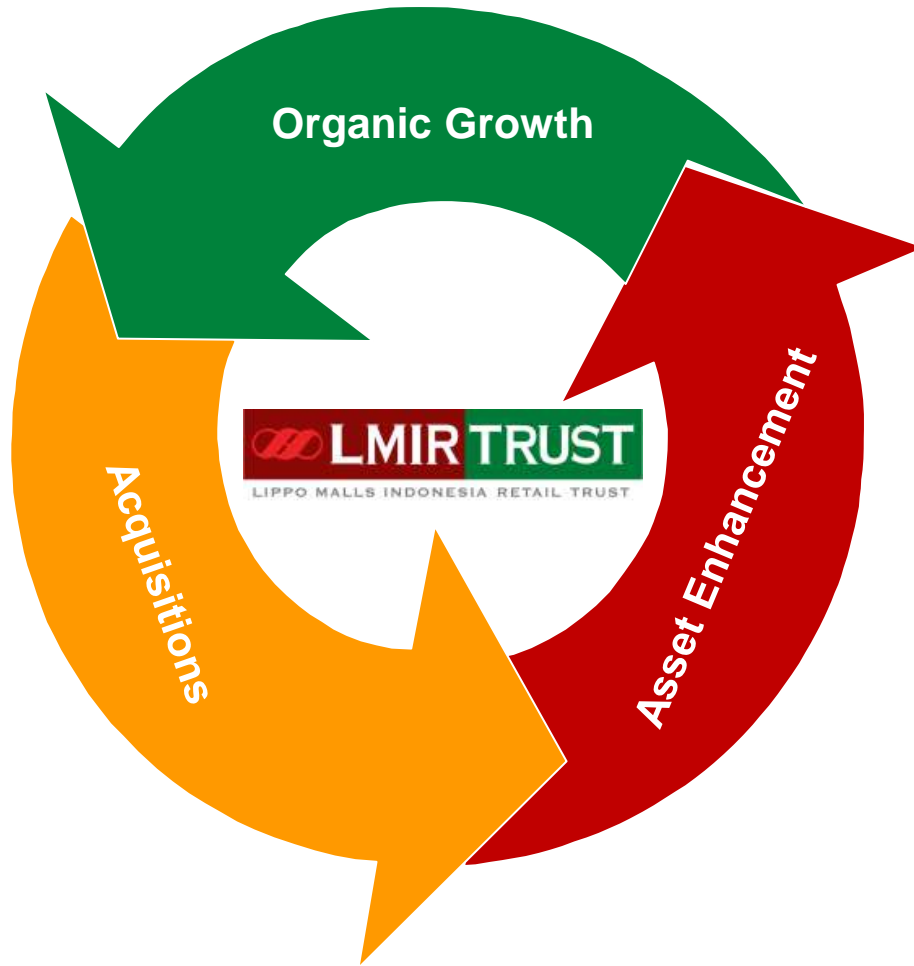 Organic Growth
LMIR TRUST
LIPPO MALLS INDONESIA RETAIL TRUST
Acquisitions
Asset Enhancement